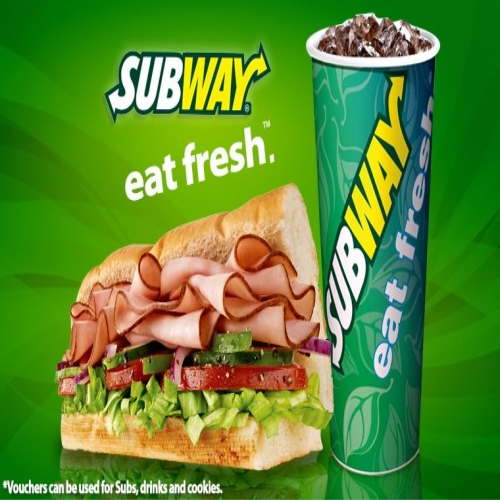 SUBWAY®
eat fresh.™
SUBWAY
eat fresh
*Vouchers can be used for Subs, drinks and cookies.